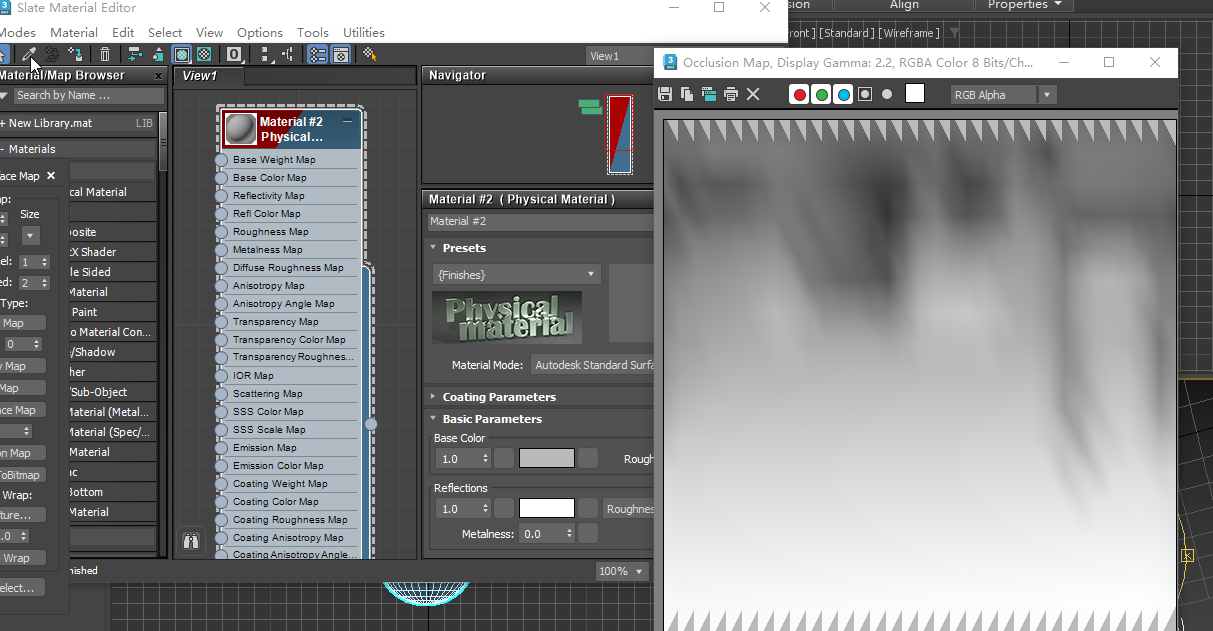 Slate Material Editor
Modes Material Edit Select View Options Tools Utilities
View1
Material/Map Browser
Search by Name ...
+ New Library.mat LIB
- Materials
ace Map
Size
el: 1
ed: 2
Type:
Map
0
y Map
Map
ace Map
on Map
oBitmap
Wrap:
ture...
.0
Wrap
elect...
cal Material
osite
tX Shader
le Sided
Material
Paint
o Material Con...
e/Shadow
her
/Sub-Object
Material (Metal...
Material (Spec/...
Material
ac
Bottom
Material
nished
View1
Material #2
Physical...
Base Weight Map
Base Color Map
Reflectivity Map
Refl Color Map
Roughness Map
Metalness Map
Diffuse Roughness Map
Anisotropy Map
Anisotropy Angle Map
Transparency Map
Transparency Color Map
Transparency Roughnes...
IOR Map
Scattering Map
SSS Color Map
SSS Scale Map
Emission Map
Emission Color Map
Coating Weight Map
Coating Color Map
Coating Roughness Map
Coating Anisotropy Map
Coating Anisotropy Angle...
Navigator
Material #2 ( Physical Material )
Material #2
Presets
{Finishes}
Physical
material
Material Mode: Autodesk Standard Surfa
Coating Parameters
Basic Parameters
Base Color
1.0 Rough
Reflections
1.0 Roughness
Metalness: 0.0
100%
sion Align Properties
ront ] [Standard ] [Wireframe ]
3 Occlusion Map, Display Gamma: 2.2, RGBA Color 8 Bits/Ch...
RGB Alpha